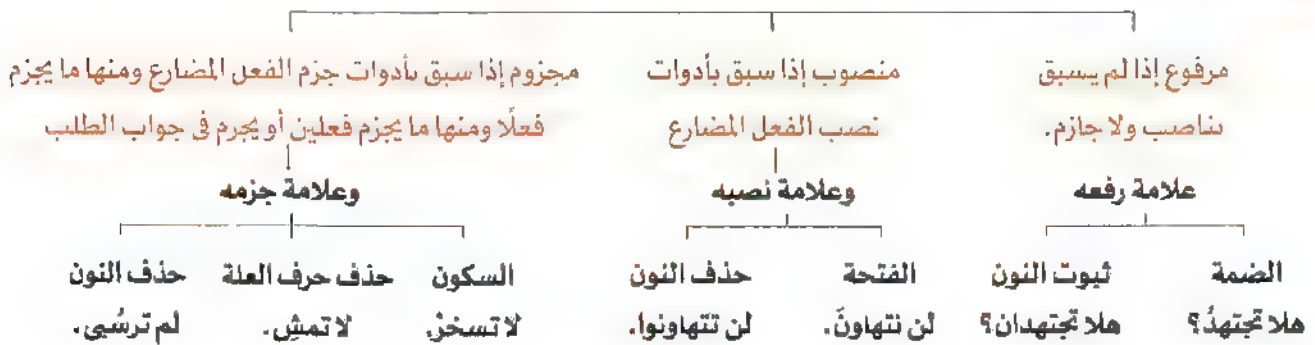 مرفوع إذا لم يسبق
بناصب ولا جازم.
علامة رفعه
الضمة
هلا تجتهدُ؟
ثبوت النون
هلا تجتهدان؟
منصوب إذا سبق بأدوات
نصب الفعل المضارع
وعلامة نصبه
الفتحة
لن نتهاونَ.
حذف النون
لن تتهاونوا.
مجزوم إذا سبق بأدوات جزم الفعل المضارع ومنها ما يجزم
فعلًا ومنها ما يجزم فعلين أو يجزم في جواب الطلب
وعلامة جزمه
السكون
لا تسخرْ.
حذف حرف العلة
لا تمشِ.
حذف النون
لم ترسُبى.